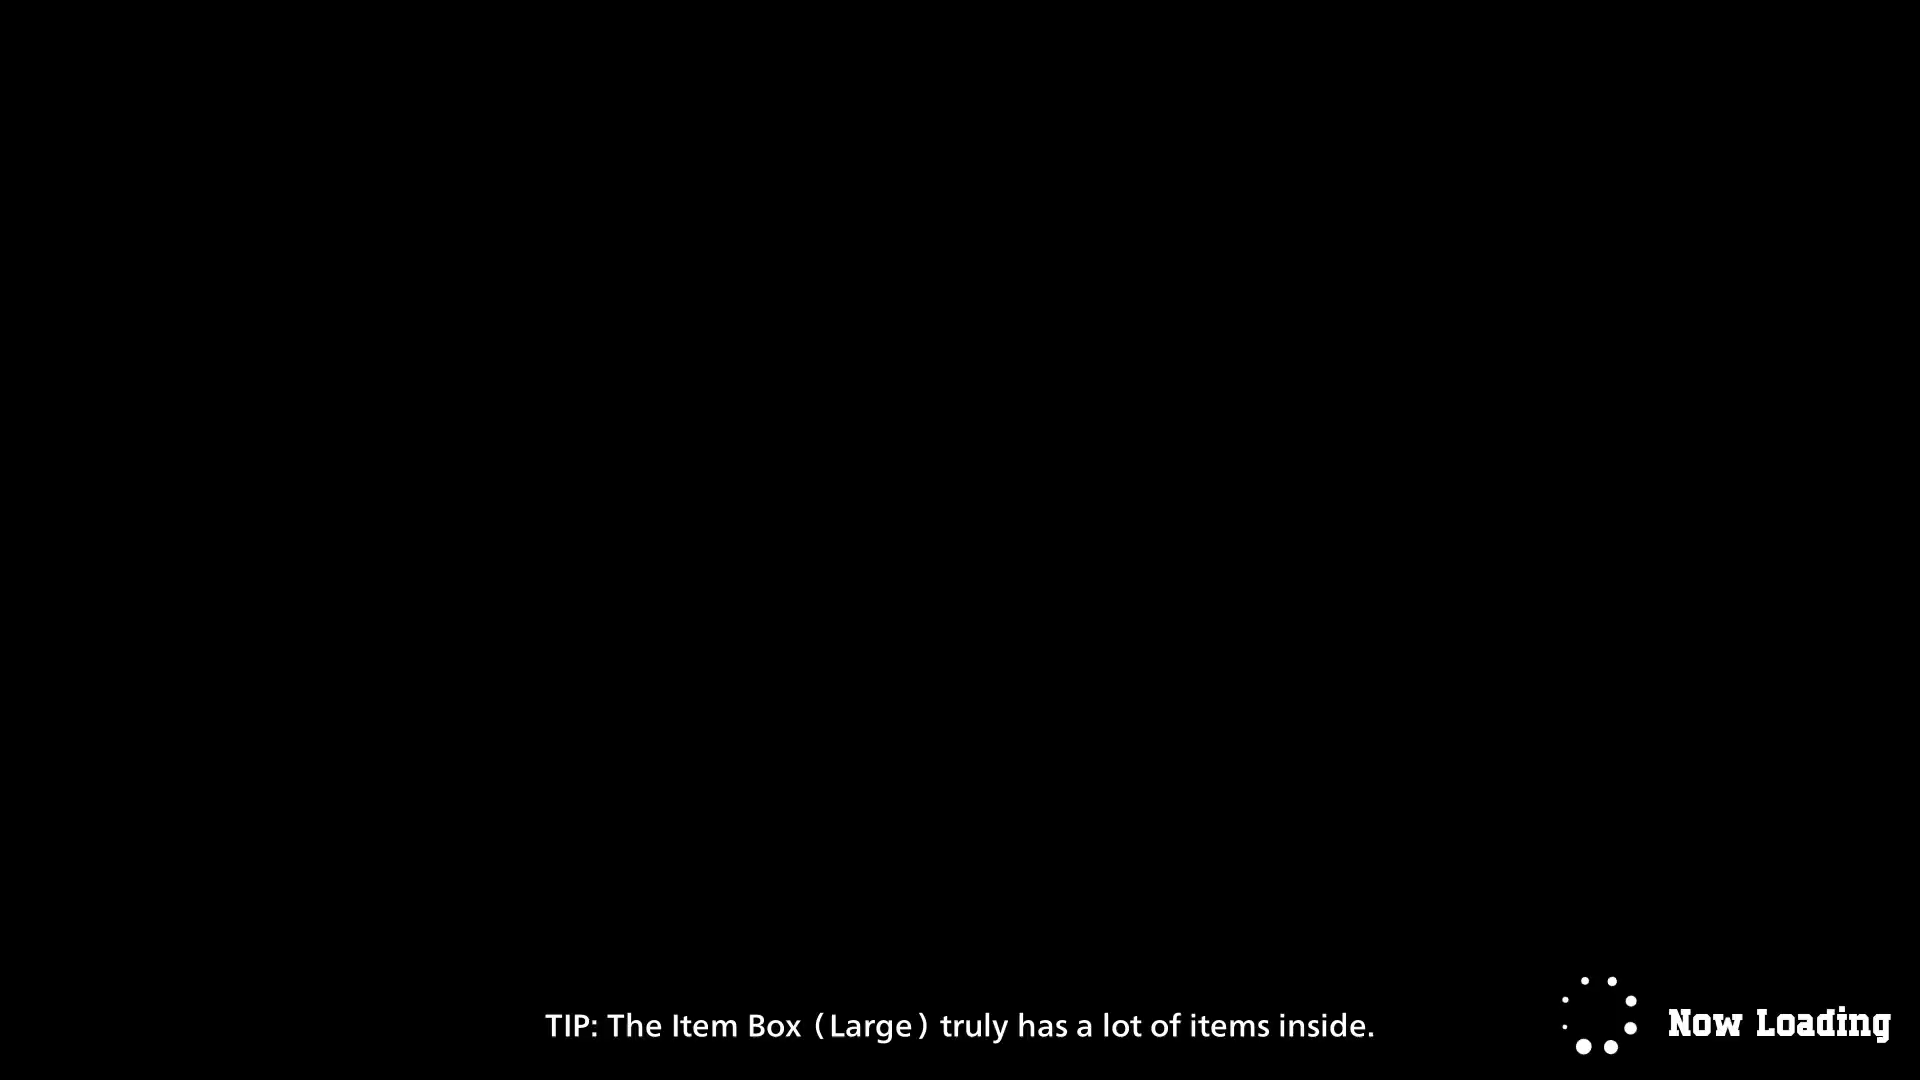 TIP: The Item Box (Large) truly has a lot of items inside.
Now Loading